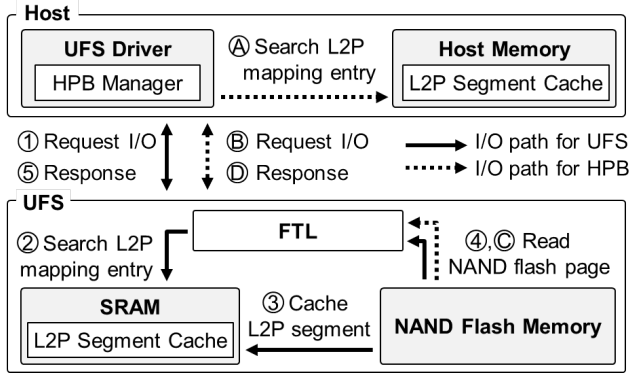 Host
UFS Driver
HPB Manager
Ⓐ Search L2P
mapping entry
Host Memory
L2P Segment Cache
① Request I/O
⑤ Response
Ⓑ Request I/O
Ⓓ Response
I/O path for UFS
I/O path for HPB
UFS
② Search L2P
mapping entry
FTL
④,Ⓒ Read
NAND flash page
SRAM
L2P Segment Cache
③ Cache
L2P segment
NAND Flash Memory